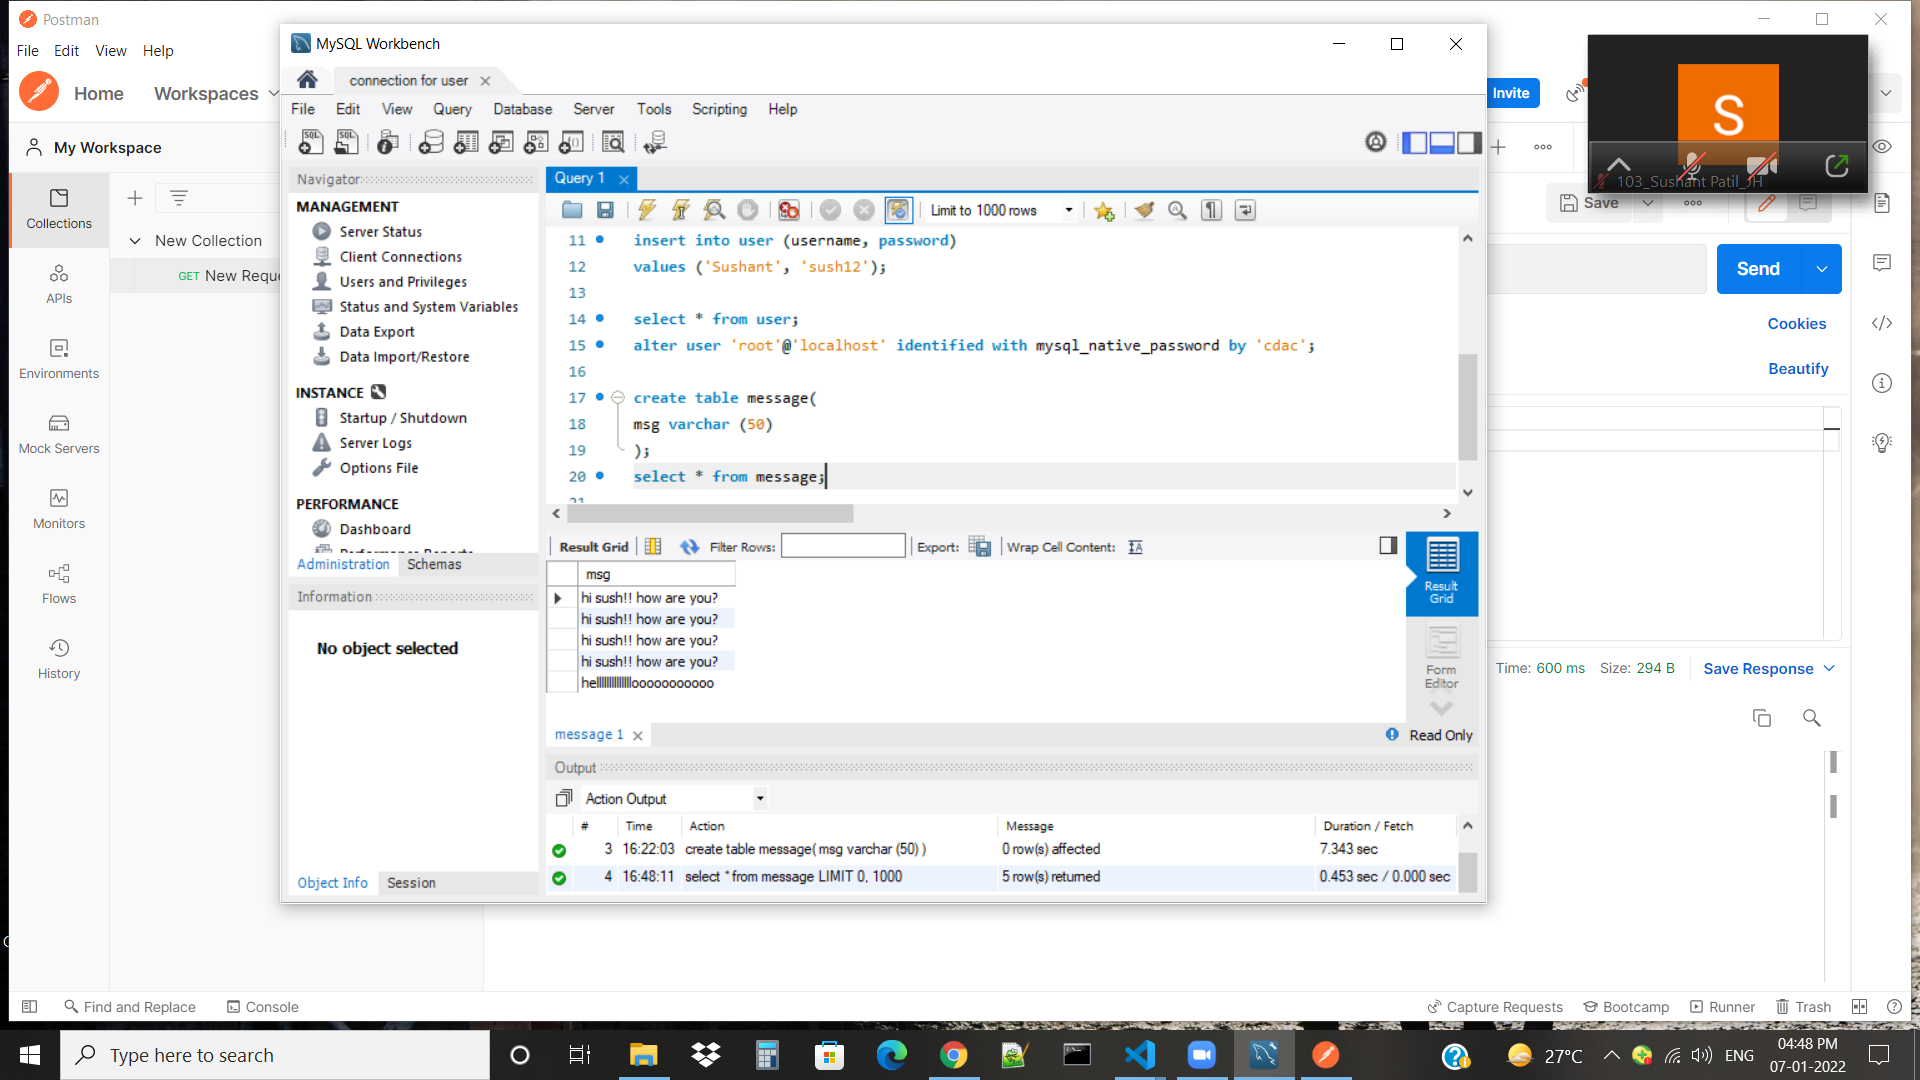 Postman
File Edit View Help
Home Workspaces
Invite
My Workspace
Collections
APIs
Environments
Mock Servers
Monitors
Flows
History
New Collection
GET New Reque
MySQL Workbench
connection for user
File Edit View Query Database Server Tools Scripting Help
Navigator
MANAGEMENT
Server Status
Client Connections
Users and Privileges
Status and System Variables
Data Export
Data Import/Restore
INSTANCE
Startup / Shutdown
Server Logs
Options File
PERFORMANCE
Dashboard
Performance Reports
Administration Schemas
Information
No object selected
Object Info Session
Query 1
Limit to 1000 rows
11 insert into user (username, password)
12 values ('Sushant', 'sush12');
13
14 select * from user;
15 alter user 'root'@'localhost' identified with mysql_native_password by 'cdac';
16
17 create table message(
18 msg varchar (50)
19 );
20 select * from message;
21
Result Grid Filter Rows: Export: Wrap Cell Content:
msg
hi sush!! how are you?
hi sush!! how are you?
hi sush!! how are you?
hi sush!! how are you?
Result Grid
Form Editor
message 1
Read Only
Output
Action Output
# Time Action Message Duration / Fetch
3 16:22:03 create table message( msg varchar (50) ) 0 row(s) affected 7.343 sec
4 16:48:11 select * from message LIMIT 0, 1000 5 row(s) returned 0.453 sec / 0.000 sec
S
103_Sushant Patil_JH
Save
Send
Cookies
Beautify
Time: 600 ms Size: 294 B Save Response
Find and Replace Console
Capture Requests Bootcamp Runner Trash
Type here to search
27°C ENG
04:48 PM
07-01-2022